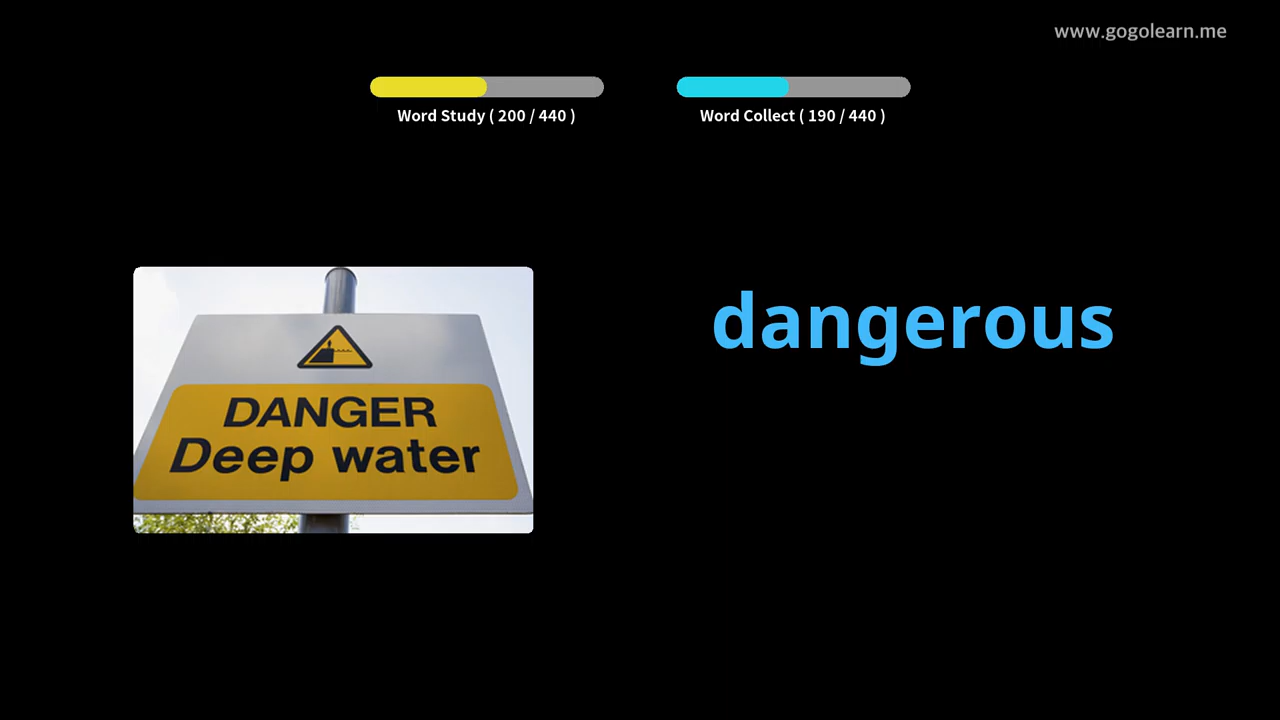 www.gogolearn.me
Word Study ( 200 / 440 )
Word Collect ( 190 / 440 )
dangerous
DANGER
Deep water